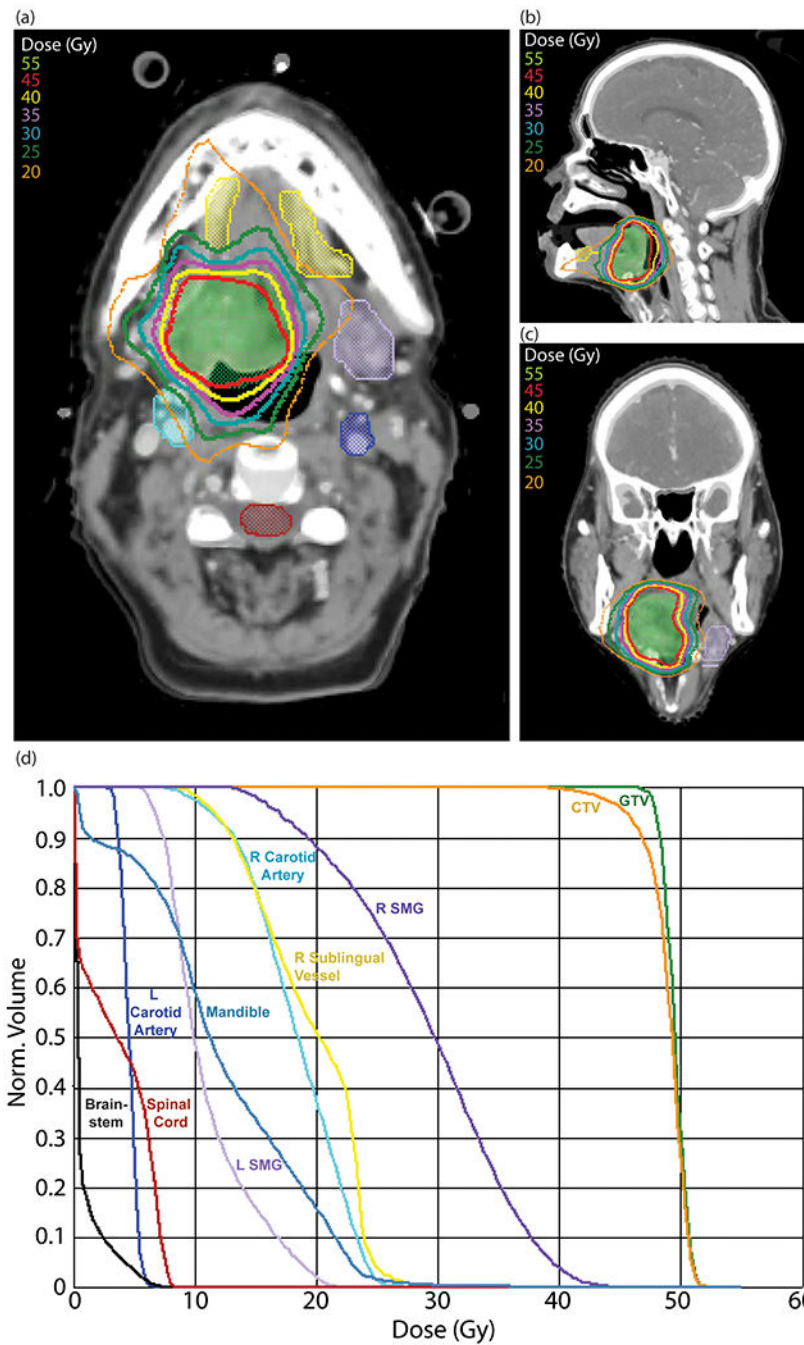 (a)
Dose (Gy)
55
45
40
35
30
25
20
(b)
Dose (Gy)
55
45
40
35
30
25
20
(c)
Dose (Gy)
55
45
40
35
30
25
20
(d)
1.0
0.9
0.8
0.7
0.6
0.5
0.4
0.3
0.2
0.1
0
Norm. Volume
CTV
GTV
R Carotid
Artery
R SMG
R Sublingual
Vessel
L
Carotid
Artery
Mandible
Brain-
stem
Spinal
Cord
L SMG
0
10
20
30
40
50
60
Dose (Gy)